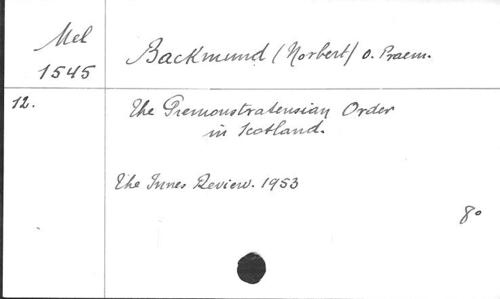 Mel
1545
Backmund (Norbert) o. Praem.
12.
The Premonstratensian Order
in Scotland.
The Innes Review. 1953
8°